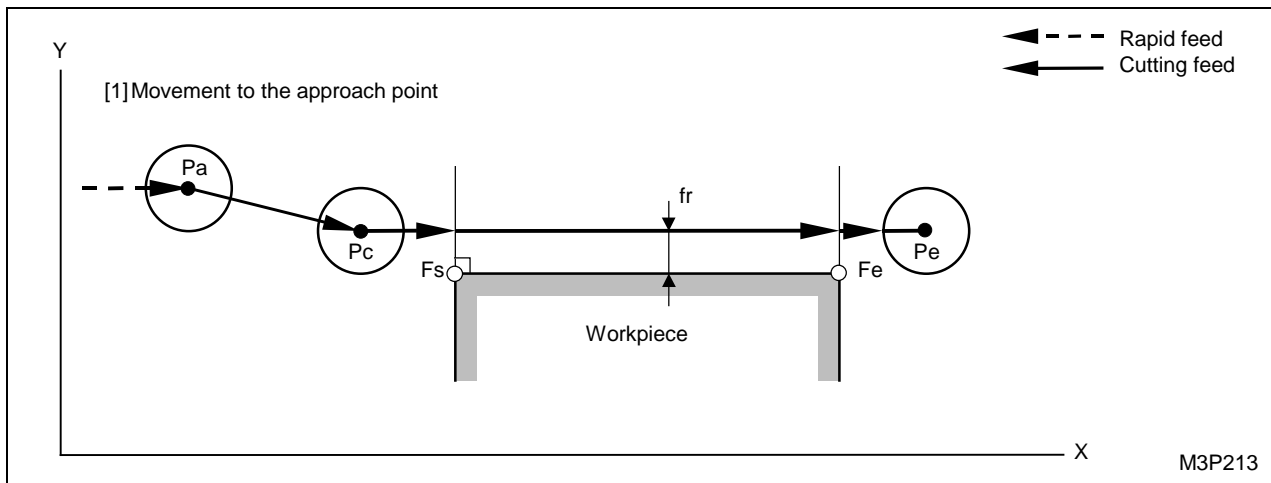 Y
Rapid feed
Cutting feed
[1] Movement to the approach point
Pa
fr
Pc
Pe
Fs
Fe
Workpiece
X
M3P213